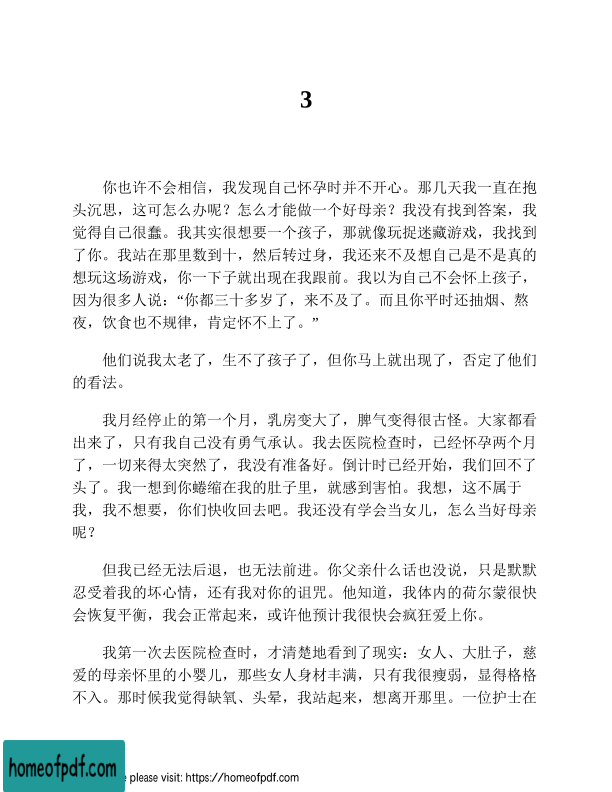 3
你也许不会相信，我发现自己怀孕时并不开心。那几天我一直在抱
头沉思，这可怎么办呢？怎么才能做一个好母亲？我没有找到答案，我
觉得自己很蠢。我其实很想要一个孩子，那就像玩捉迷藏游戏，我找到
了你。我站在那里数到十，然后转过身，我还来不及想自己是不是真的
想玩这场游戏，你一下子就出现在我跟前。我以为自己不会怀上孩子，
因为很多人说：“你都三十多岁了，来不及了。而且你平时还抽烟、熬
夜，饮食也不规律，肯定怀不上了。”
他们说我太老了，生不了孩子了，但你马上就出现了，否定了他们
的看法。
我月经停止的第一个月，乳房变大了，脾气变得很古怪。大家都看
出来了，只有我自己没有勇气承认。我去医院检查时，已经怀孕两个月
了，一切来得太突然了，我没有准备好。倒计时已经开始，我们回不了
头了。我一想到你蜷缩在我的肚子里，就感到害怕。我想，这不属于
我，我不想要，你们快收回去吧。我还没有学会当女儿，怎么当好母亲
呢？
但我已经无法后退，也无法前进。你父亲什么话也没说，只是默默
忍受着我的坏心情，还有我对你的诅咒。他知道，我体内的荷尔蒙很快
会恢复平衡，我会正常起来，或许他预计我很快会疯狂爱上你。
我第一次去医院检查时，才清楚地看到了现实：女人、大肚子，慈
爱的母亲怀里的小婴儿，那些女人身材丰满，只有我很瘦弱，显得格格
不入。那时候我觉得缺氧、头晕，我站起来，想离开那里。一位护士在
homeofpdf.com
e please visit: https://homeofpdf.com